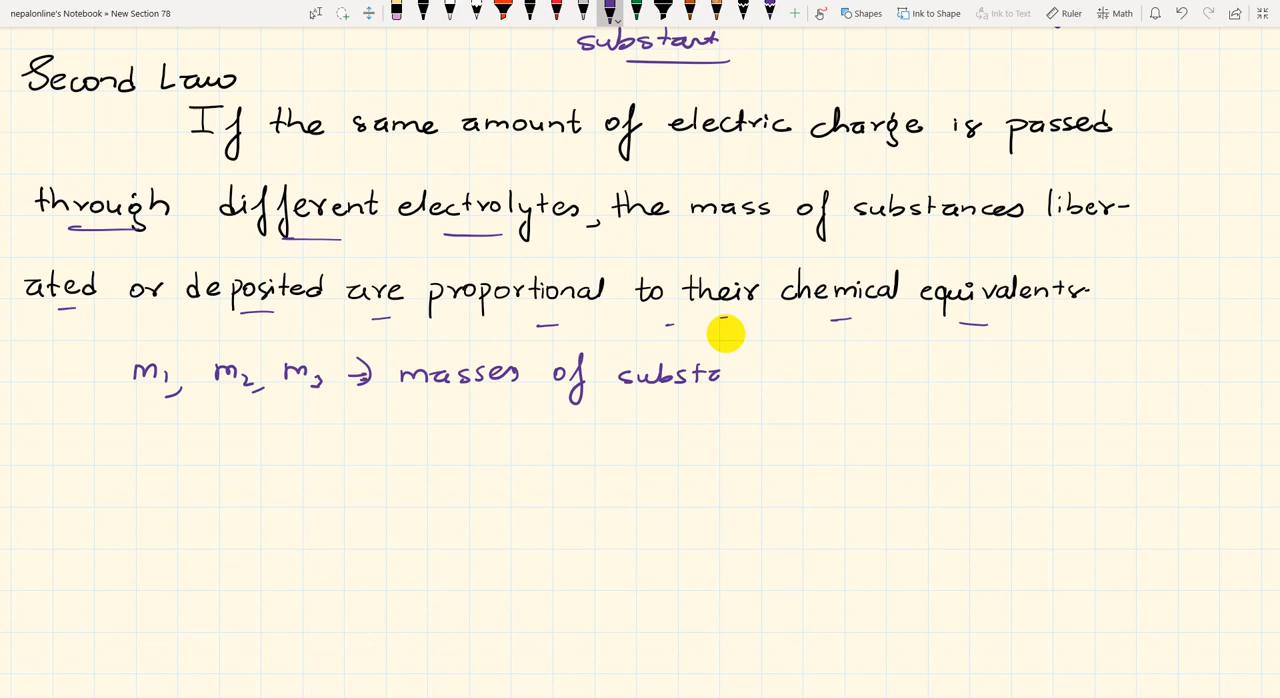 nepalonline's Notebook » New Section 78
Shapes Ink to Shape Ink to Text Ruler Math
substant
Second Law
If the same amount of electric charge is passed
through different electrolytes, the mass of substances liber-
ated or deposited are proportional to their chemical equivalents.
m1, m2, m3 → masses of substa